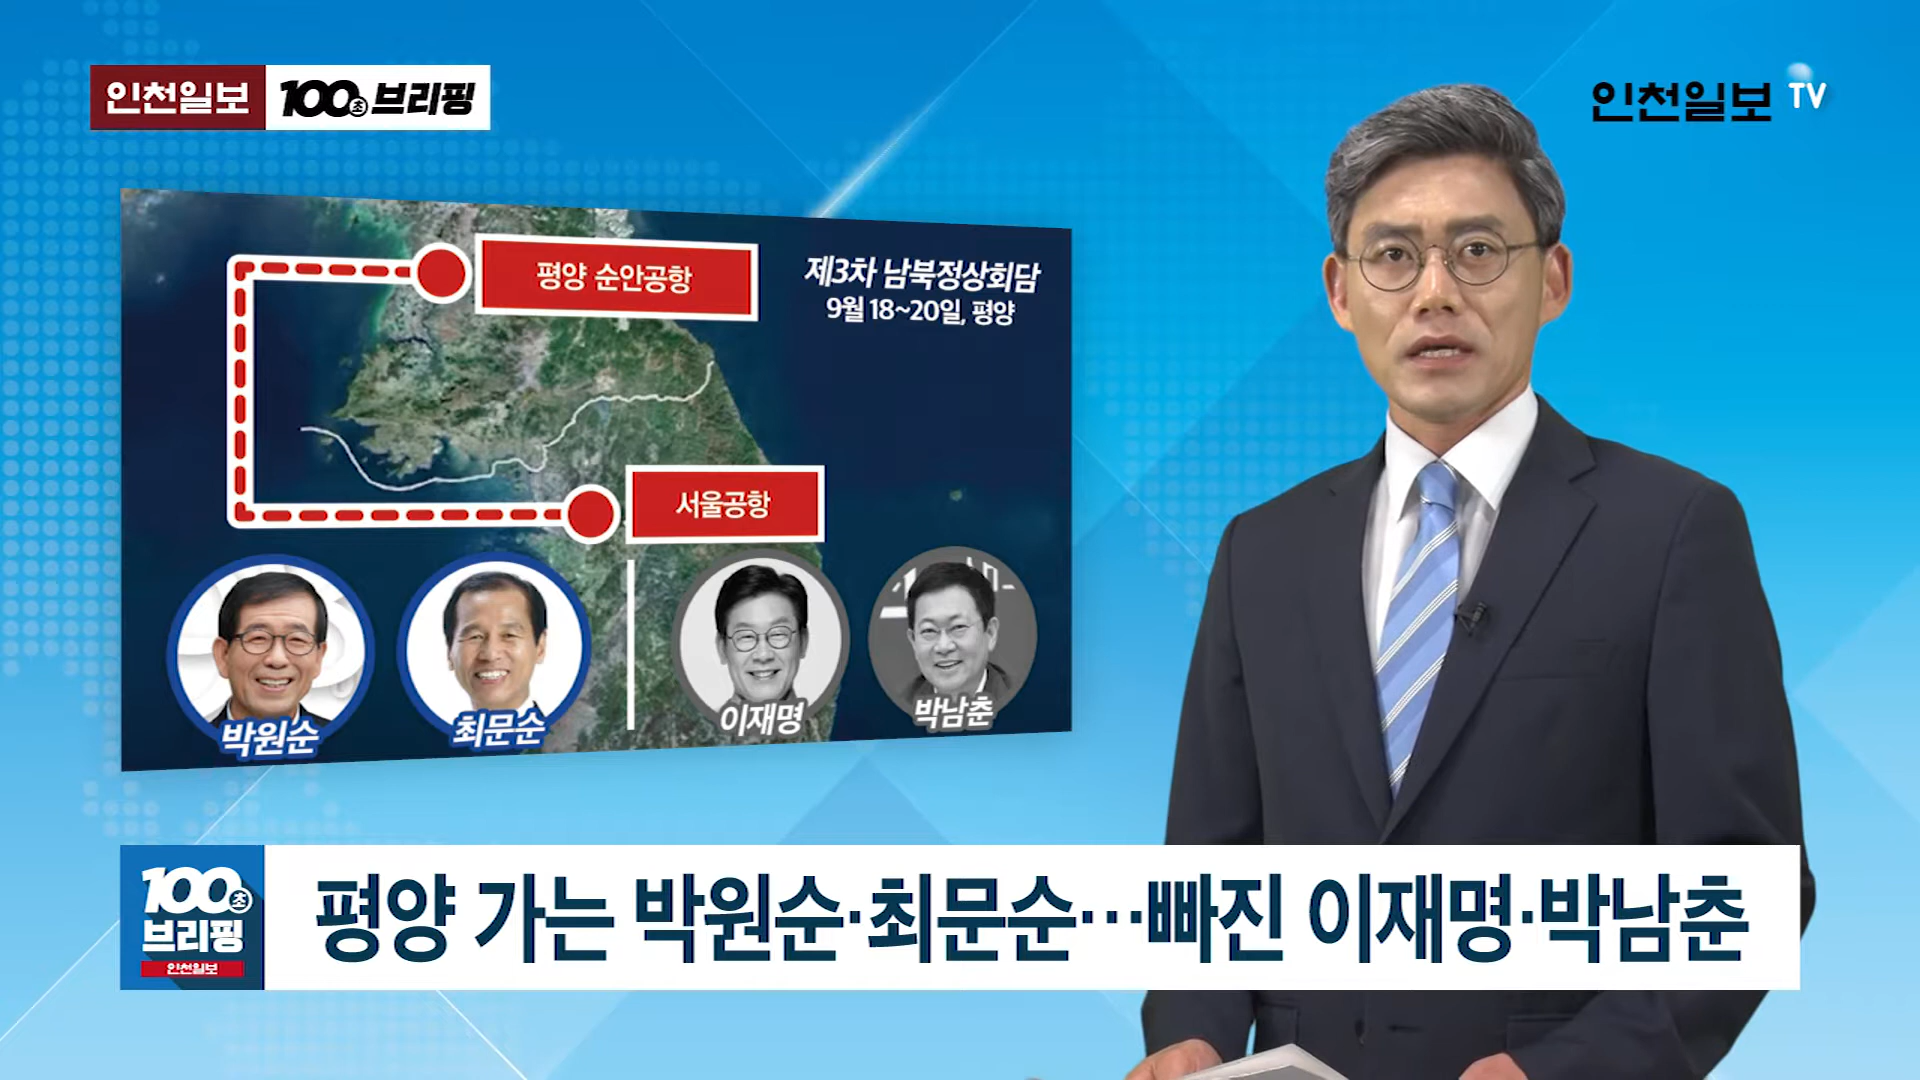 인천일보 100초 브리핑
인천일보 TV
평양 순안공항
제3차 남북정상회담
9월 18~20일, 평양
서울공항
박원순
최문순
이재명
박남춘
100초
브리핑
인천일보
평양 가는 박원순·최문순…빠진 이재명·박남춘